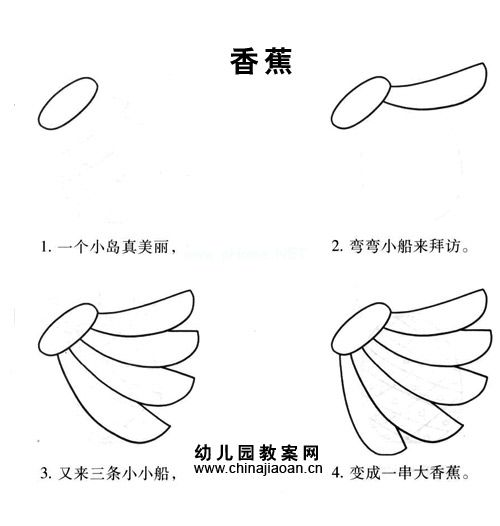 香蕉
1. 一个小岛真美丽，
2. 弯弯小船来拜访。
3. 又来三条小小船，
4. 变成一串大香蕉。
幼儿园教案网
www.chinajiaoan.cn